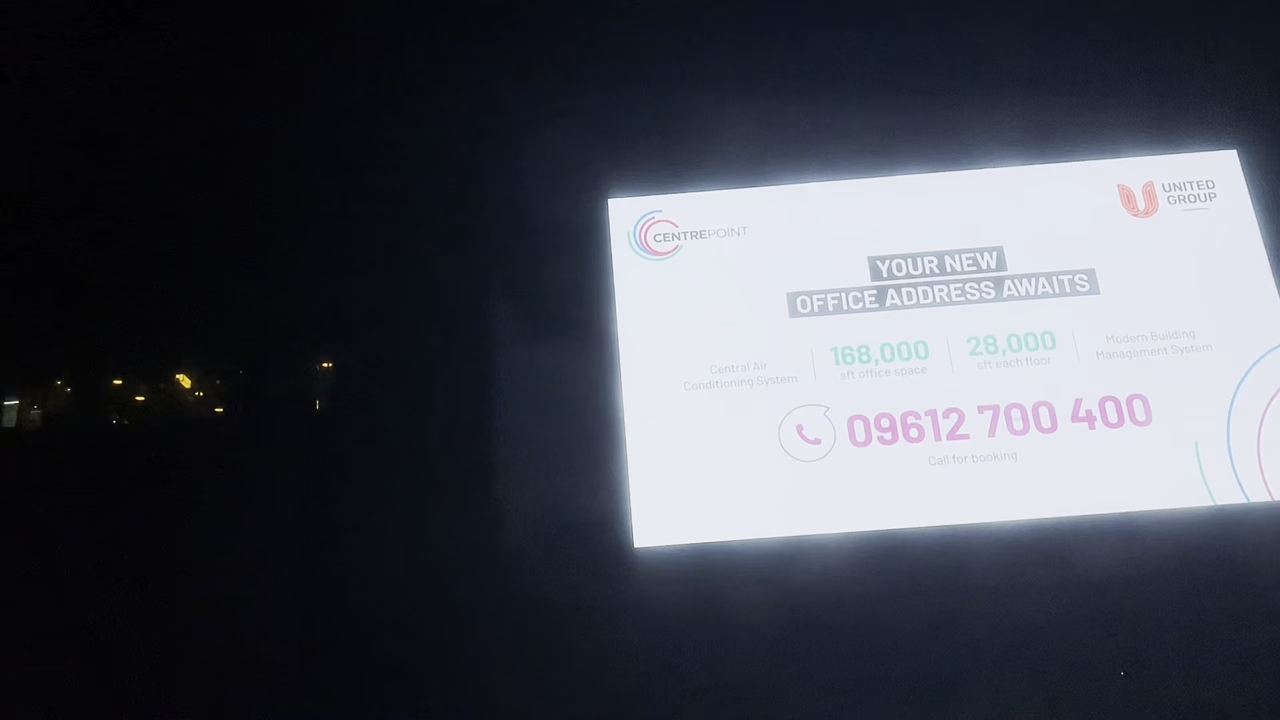 CENTREPOINT
UNITED
GROUP
YOUR NEW
OFFICE ADDRESS AWAITS
Central Air
Conditioning System
168,000
sft office space
28,000
sft each floor
Modern Building
Management System
09612 700 400
Call for booking